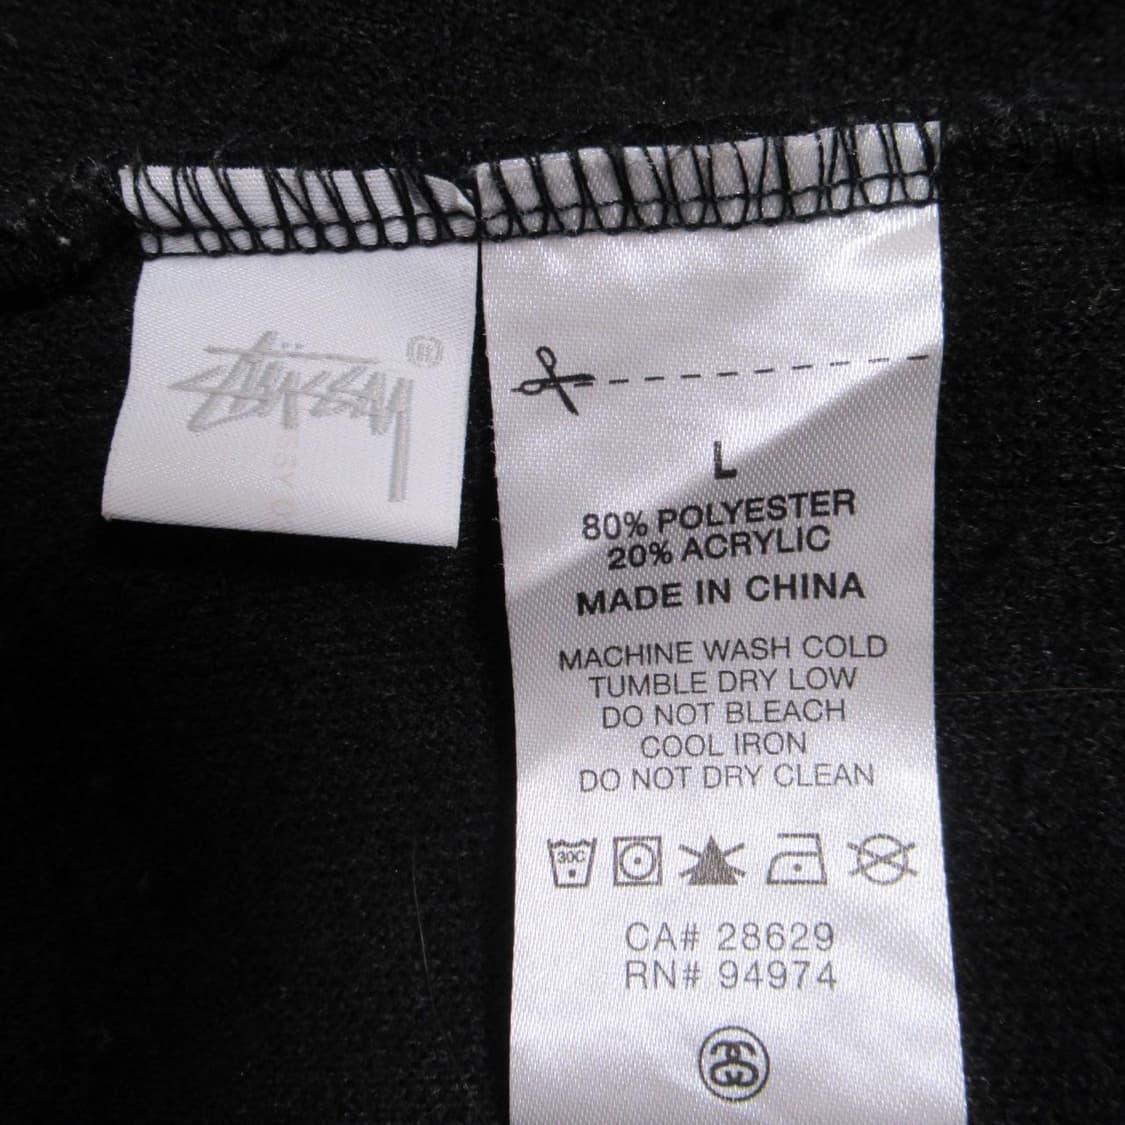 STÜSSY
®
L
80% POLYESTER
20% ACRYLIC
MADE IN CHINA
MACHINE WASH COLD
TUMBLE DRY LOW
DO NOT BLEACH
COOL IRON
DO NOT DRY CLEAN
30C
CA# 28629
RN# 94974